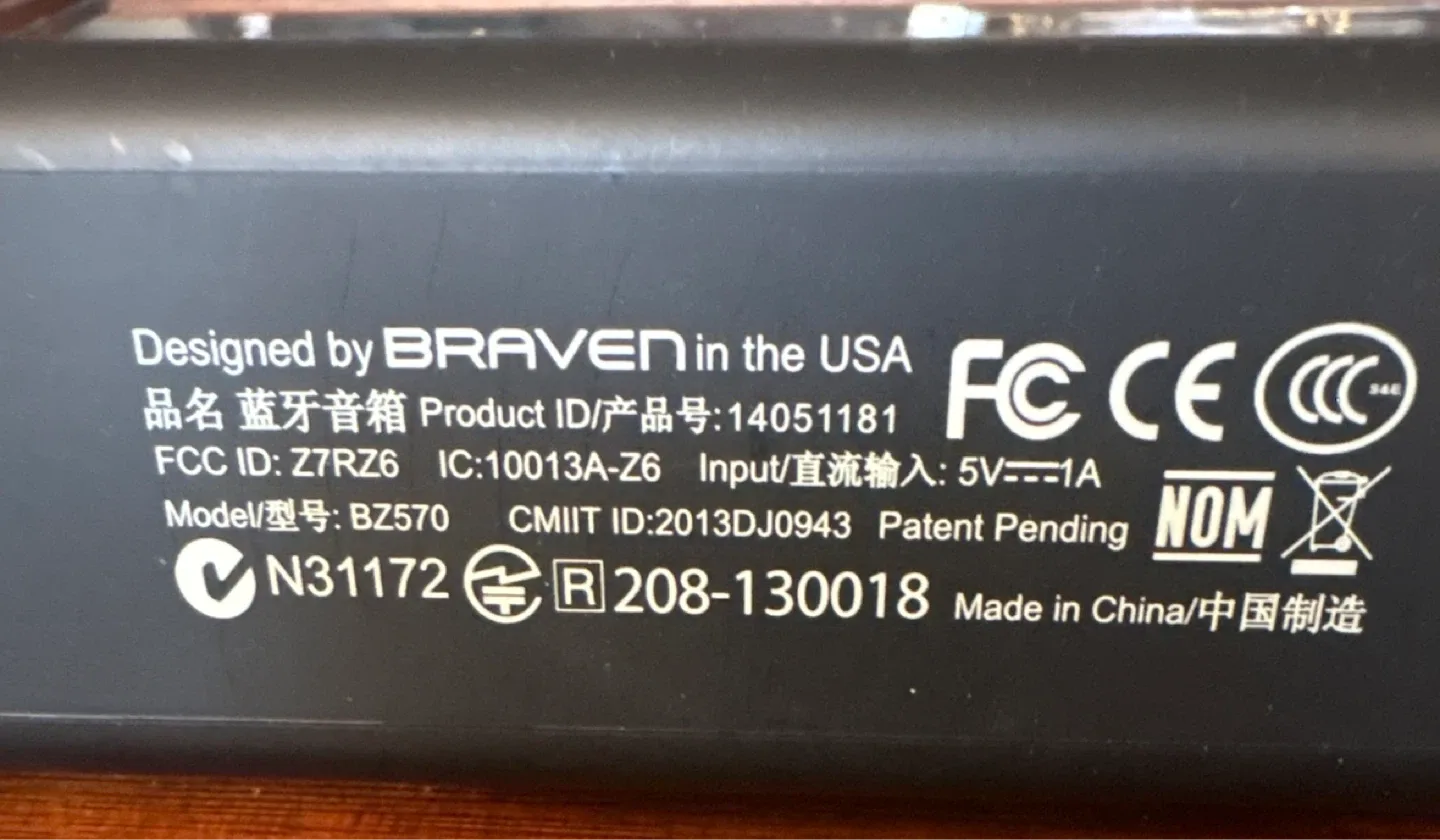 Designed by BRAVEN in the USA FC CE CCC S&E
品名 蓝牙音箱 Product ID/产品号:14051181
FCC ID: Z7RZ6 IC:10013A-Z6 Input/直流输入: 5V⎓1A
Model/型号: BZ570 CMIIT ID:2013DJ0943 Patent Pending NOM
N31172 R 208-130018 Made in China/中国制造